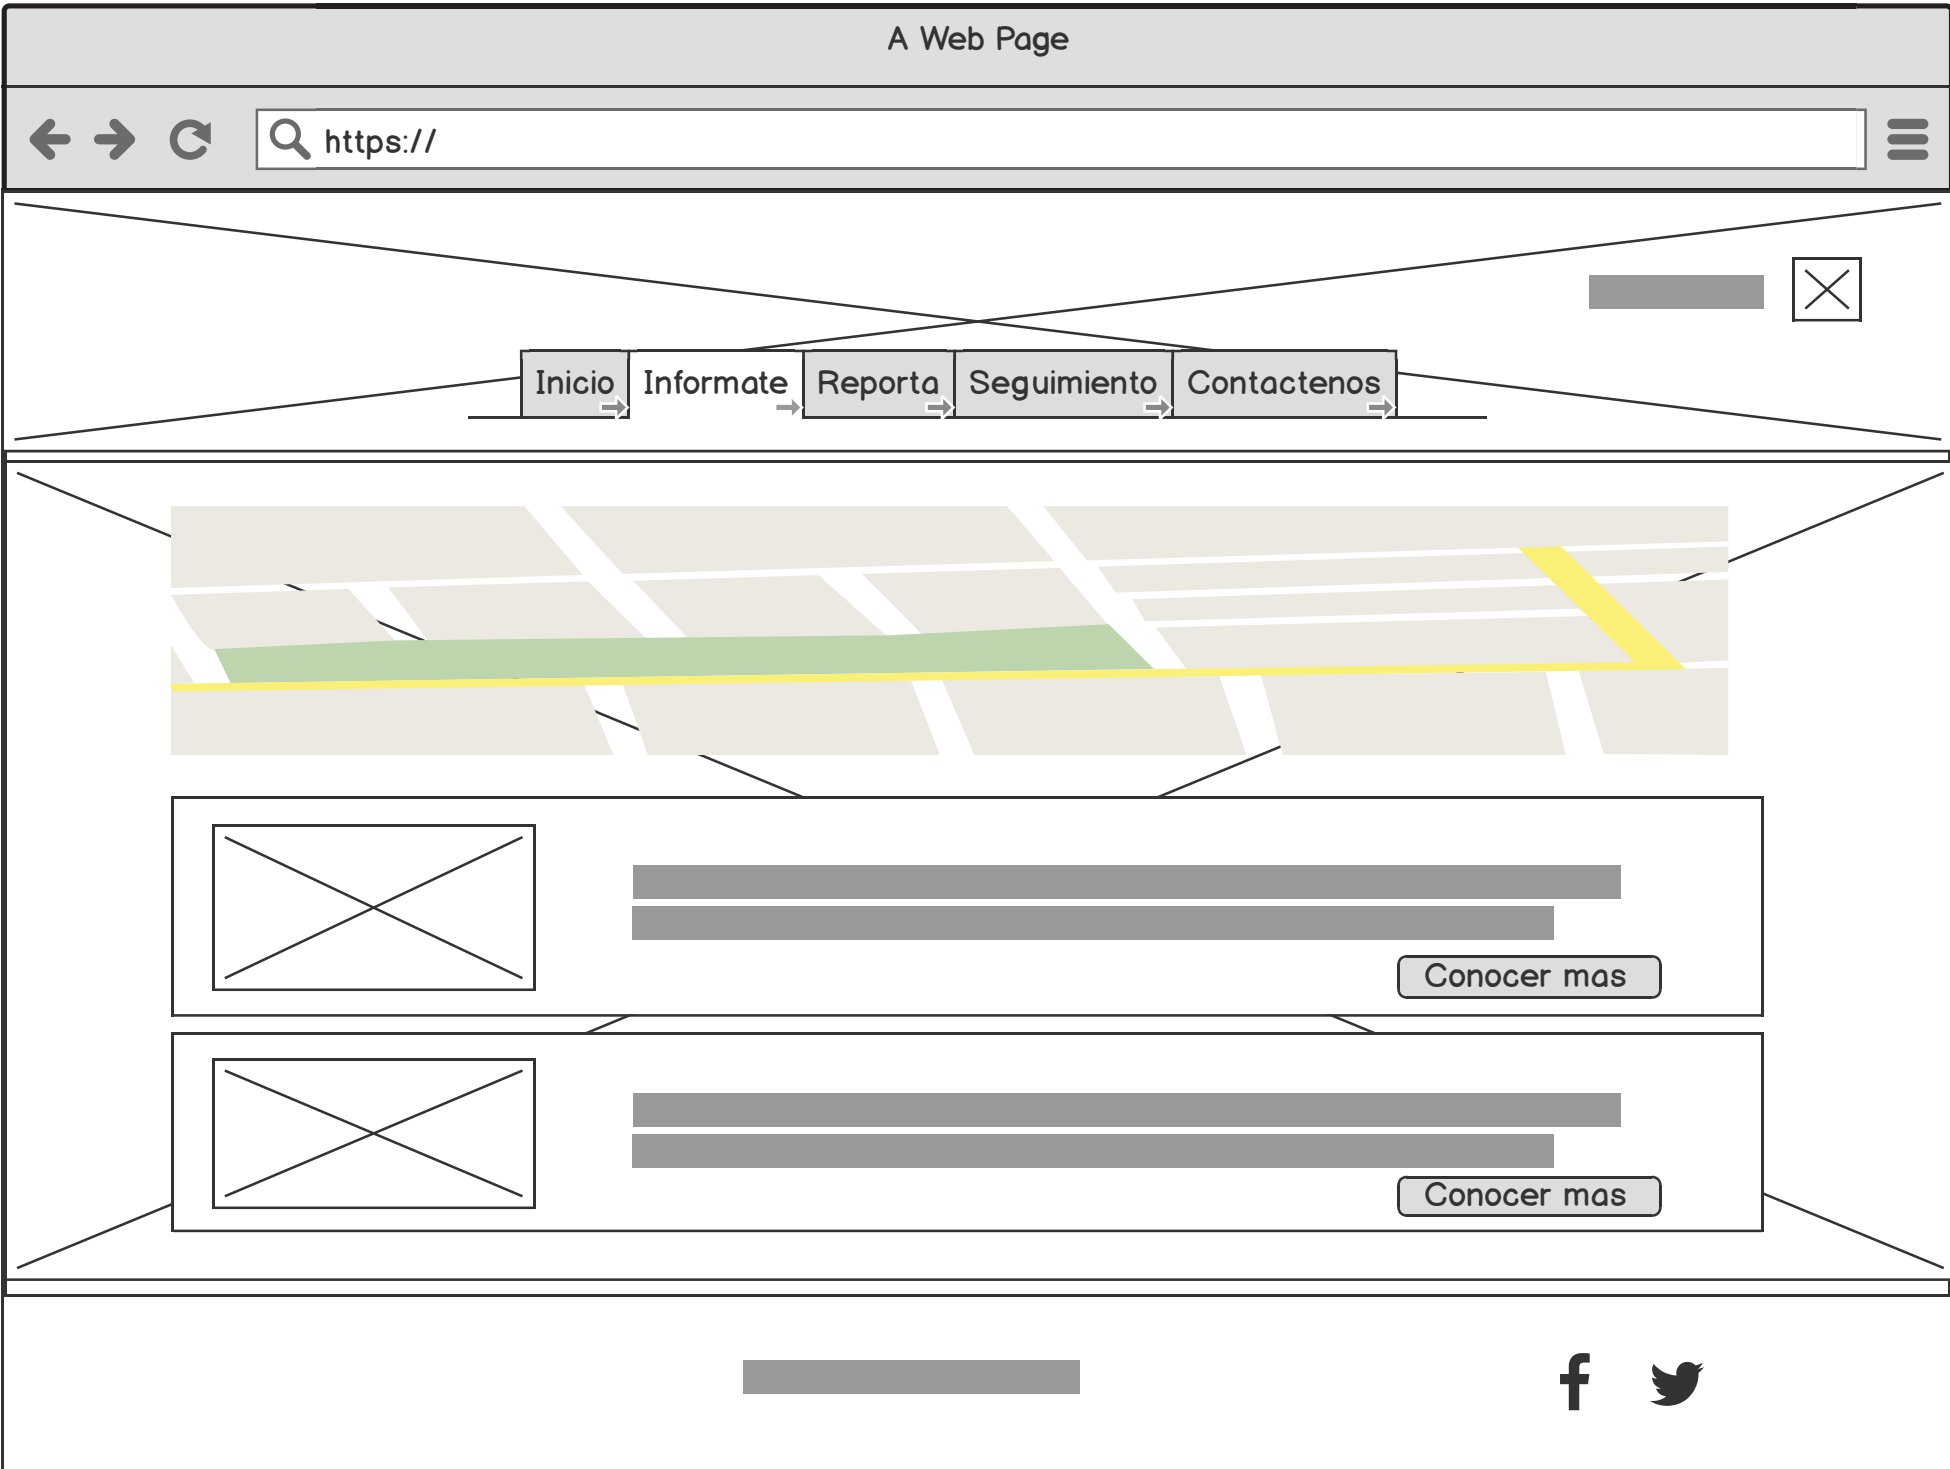 A Web Page
https://
Inicio Informate Reporta Seguimiento Contactenos
Conocer mas
Conocer mas